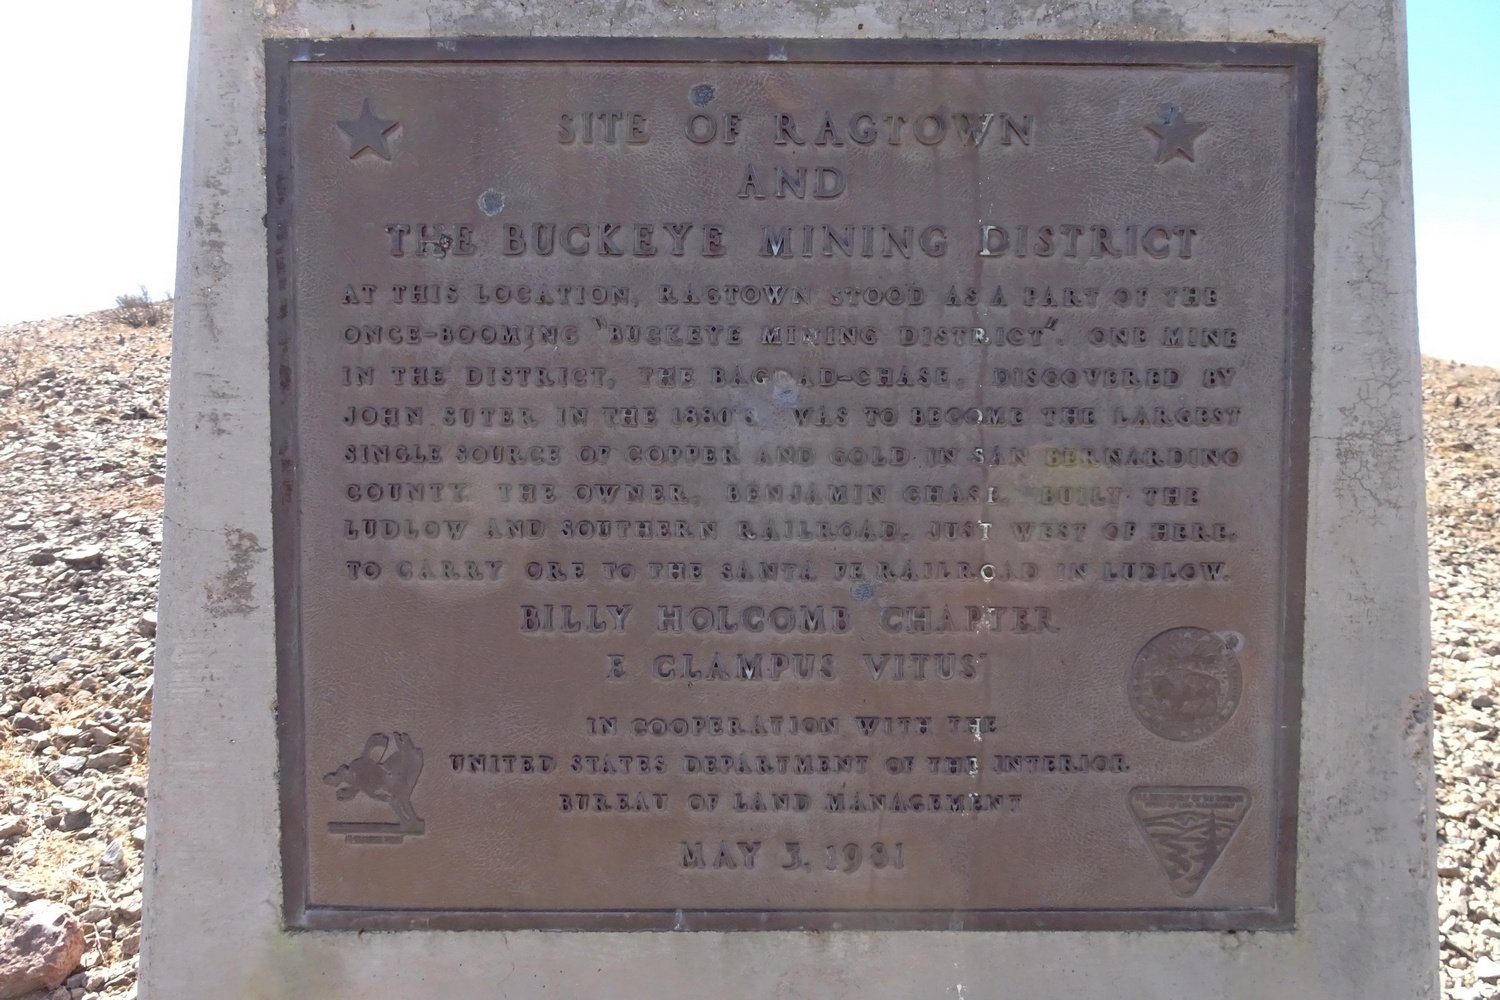 SITE OF RAGTOWN
AND
THE BUCKEYE MINING DISTRICT
AT THIS LOCATION, RAGTOWN STOOD AS A PART OF THE
ONCE-BOOMING "BUCKEYE MINING DISTRICT". ONE MINE
IN THE DISTRICT, THE BAGDAD-CHASE, DISCOVERED BY
JOHN SUTER IN THE 1880'S, WAS TO BECOME THE LARGEST
SINGLE SOURCE OF COPPER AND GOLD IN SAN BERNARDINO
COUNTY. THE OWNER, BENJAMIN CHASE, BUILT THE
LUDLOW AND SOUTHERN RAILROAD, JUST WEST OF HERE,
TO CARRY ORE TO THE SANTA FE RAILROAD IN LUDLOW.
BILLY HOLCOMB CHAPTER
E CLAMPUS VITUS
IN COOPERATION WITH THE
UNITED STATES DEPARTMENT OF THE INTERIOR
BUREAU OF LAND MANAGEMENT
MAY 3, 1981